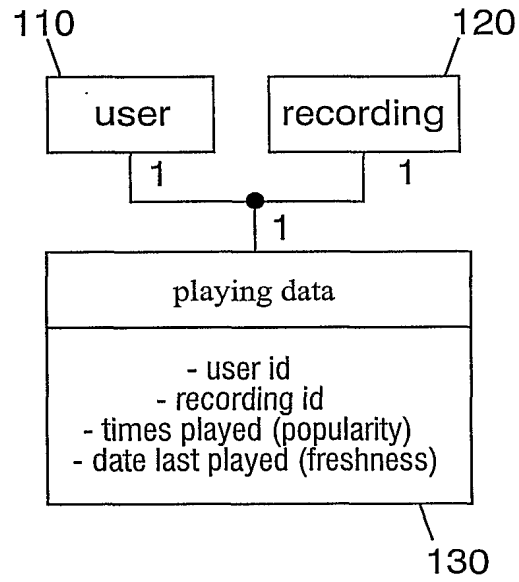 110
120
user
recording
1
1
1
playing data
- user id
- recording id
- times played (popularity)
- date last played (freshness)
130